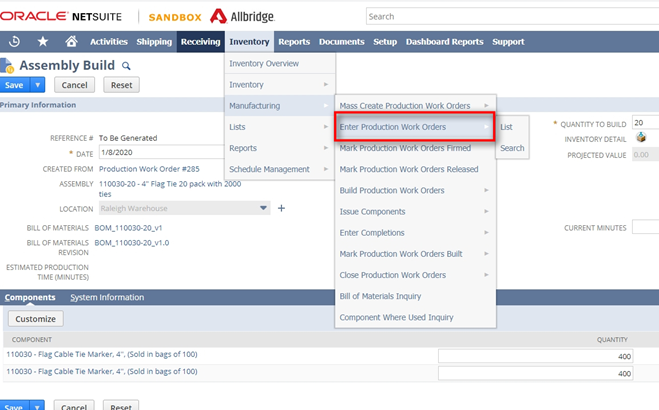 ORACLE NETSUITE SANDBOX Allbridge Search
Activities Shipping Receiving Inventory Reports Documents Setup Dashboard Reports Support
Assembly Build
Inventory Overview
Save Cancel Reset
Inventory
Primary Information
Manufacturing
Mass Create Production Work Orders
Lists
Enter Production Work Orders
List
* QUANTITY TO BUILD 20
REFERENCE # To Be Generated
INVENTORY DETAIL
Reports
Mark Production Work Orders Firmed
Search
* DATE 1/8/2020
PROJECTED VALUE 0.00
CREATED FROM Production Work Order #285
Schedule Management
Mark Production Work Orders Released
ASSEMBLY 110030-20 - 4" Flag Tie 20 pack with 2000
ties
Build Production Work Orders
LOCATION Raleigh Warehouse
Issue Components
BILL OF MATERIALS BOM_110030-20_v1
Enter Completions
CURRENT MINUTES
BILL OF MATERIALS BOM_110030-20_v1.0
REVISION
Mark Production Work Orders Built
ESTIMATED PRODUCTION
TIME (MINUTES)
Close Production Work Orders
Components System Information
Bill of Materials Inquiry
Customize
Component Where Used Inquiry
COMPONENT QUANTITY
110030 - Flag Cable Tie Marker, 4", (Sold in bags of 100) 400
110030 - Flag Cable Tie Marker, 4", (Sold in bags of 100) 400
Save Cancel Reset